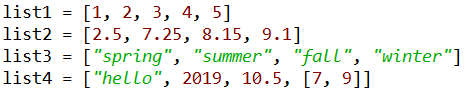 list1 = [1, 2, 3, 4, 5]
list2 = [2.5, 7.25, 8.15, 9.1]
list3 = ["spring", "summer", "fall", "winter"]
list4 = ["hello", 2019, 10.5, [7, 9]]